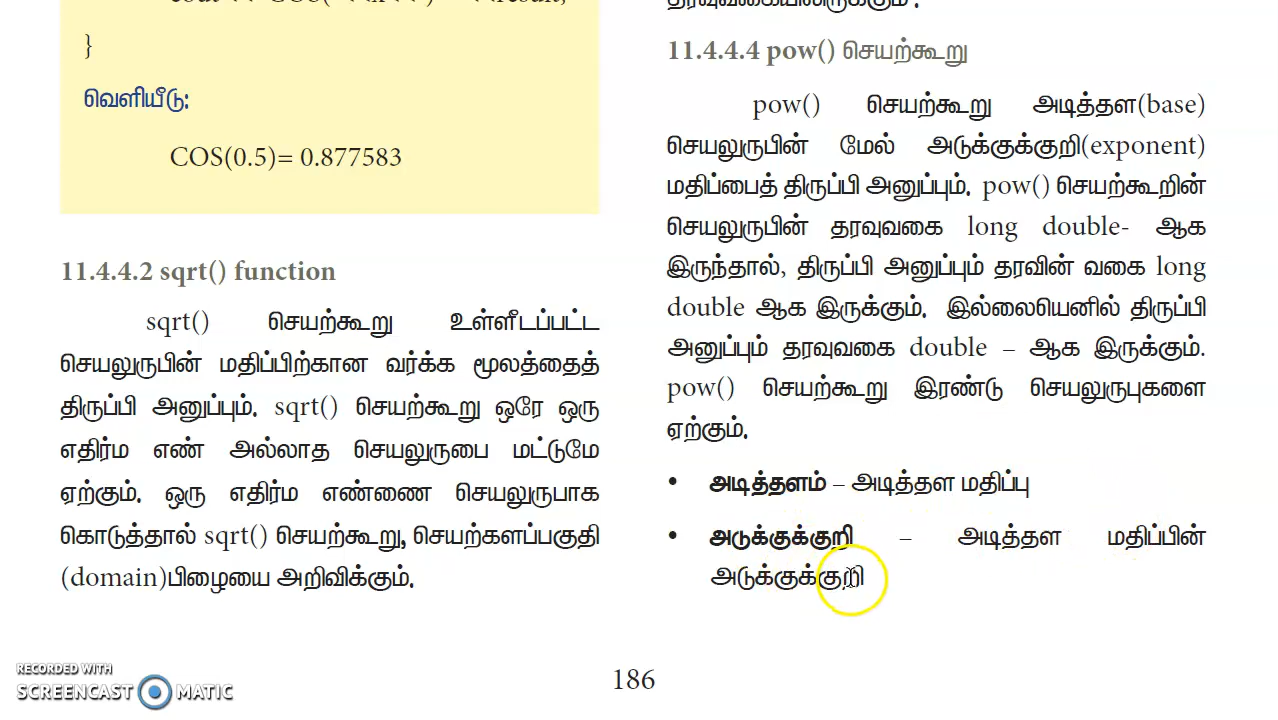 }
வெளியீடு:
COS(0.5)= 0.877583
11.4.4.2 sqrt() function
sqrt() செயற்கூறு உள்ளீடப்பட்ட
செயலுருபின் மதிப்பிற்கான வர்க்க மூலத்தைத்
திருப்பி அனுப்பும். sqrt() செயற்கூறு ஒரே ஒரு
எதிர்ம எண் அல்லாத செயலுருபை மட்டுமே
ஏற்கும். ஒரு எதிர்ம எண்ணை செயலுருபாக
கொடுத்தால் sqrt() செயற்கூறு, செயற்களப்பகுதி
(domain)பிழையை அறிவிக்கும்.
11.4.4.4 pow() செயற்கூறு
pow() செயற்கூறு அடித்தள(base)
செயலுருபின் மேல் அடுக்குக்குறி(exponent)
மதிப்பைத் திருப்பி அனுப்பும். pow() செயற்கூறின்
செயலுருபின் தரவுவகை long double- ஆக
இருந்தால், திருப்பி அனுப்பும் தரவின் வகை long
double ஆக இருக்கும். இல்லையெனில் திருப்பி
அனுப்பும் தரவுவகை double – ஆக இருக்கும்.
pow() செயற்கூறு இரண்டு செயலுருபுகளை
ஏற்கும்.
• அடித்தளம் – அடித்தள மதிப்பு
• அடுக்குக்குறி – அடித்தள மதிப்பின்
அடுக்குக்குறி
186
RECORDED WITH
SCREENCAST MATIC